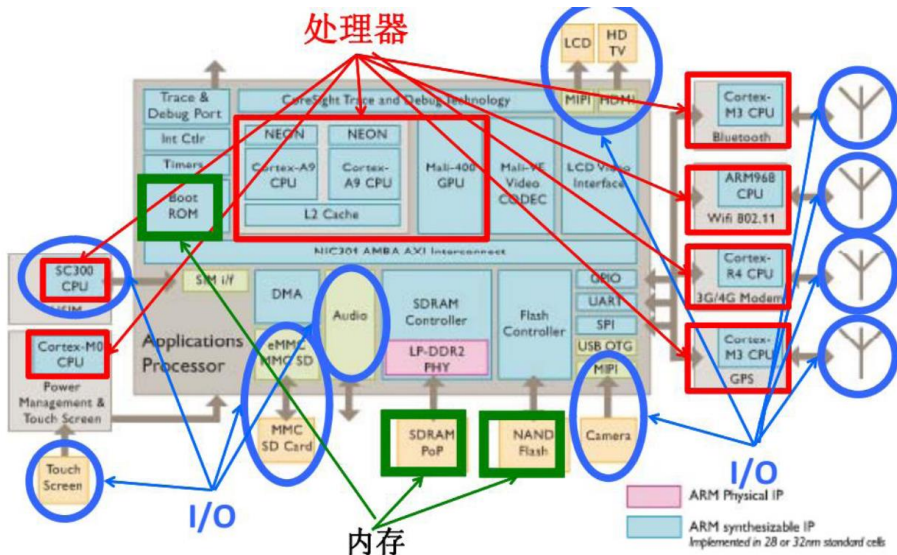 处理器
LCD
HD
TV
Trace &
Debug Port
CoreSight Trace and Debug Technology
MIPI
HDMI
Cortex-
M3 CPU
Bluetooth
Int Ctlr
NEON
NEON
Timers
Cortex-A9
CPU
Cortex-
A9 CPU
Mali-400
GPU
Mali-VE
Video
CODEC
LCD Video
Interface
ARM968
CPU
Wifi 802.11
Boot
ROM
L2 Cache
NIC301 AMBA AXI Interconnect
SC300
CPU
SIM i/f
DMA
Audio
SDRAM
Controller
Flash
Controller
GPIO
UART
SPI
USB OTG
MIPI
Cortex-
R4 CPU
3G/4G Modem
Cortex-M0
CPU
Applications
Processor
eMMC
MMC SD
LP-DDR2
PHY
Cortex-
M3 CPU
GPS
Power
Management &
Touch Screen
MMC
SD Card
SDRAM
PoP
NAND
Flash
Camera
Touch
Screen
I/O
I/O
内存
ARM Physical IP
ARM synthesizable IP
Implemented in 28 or 32nm standard cells